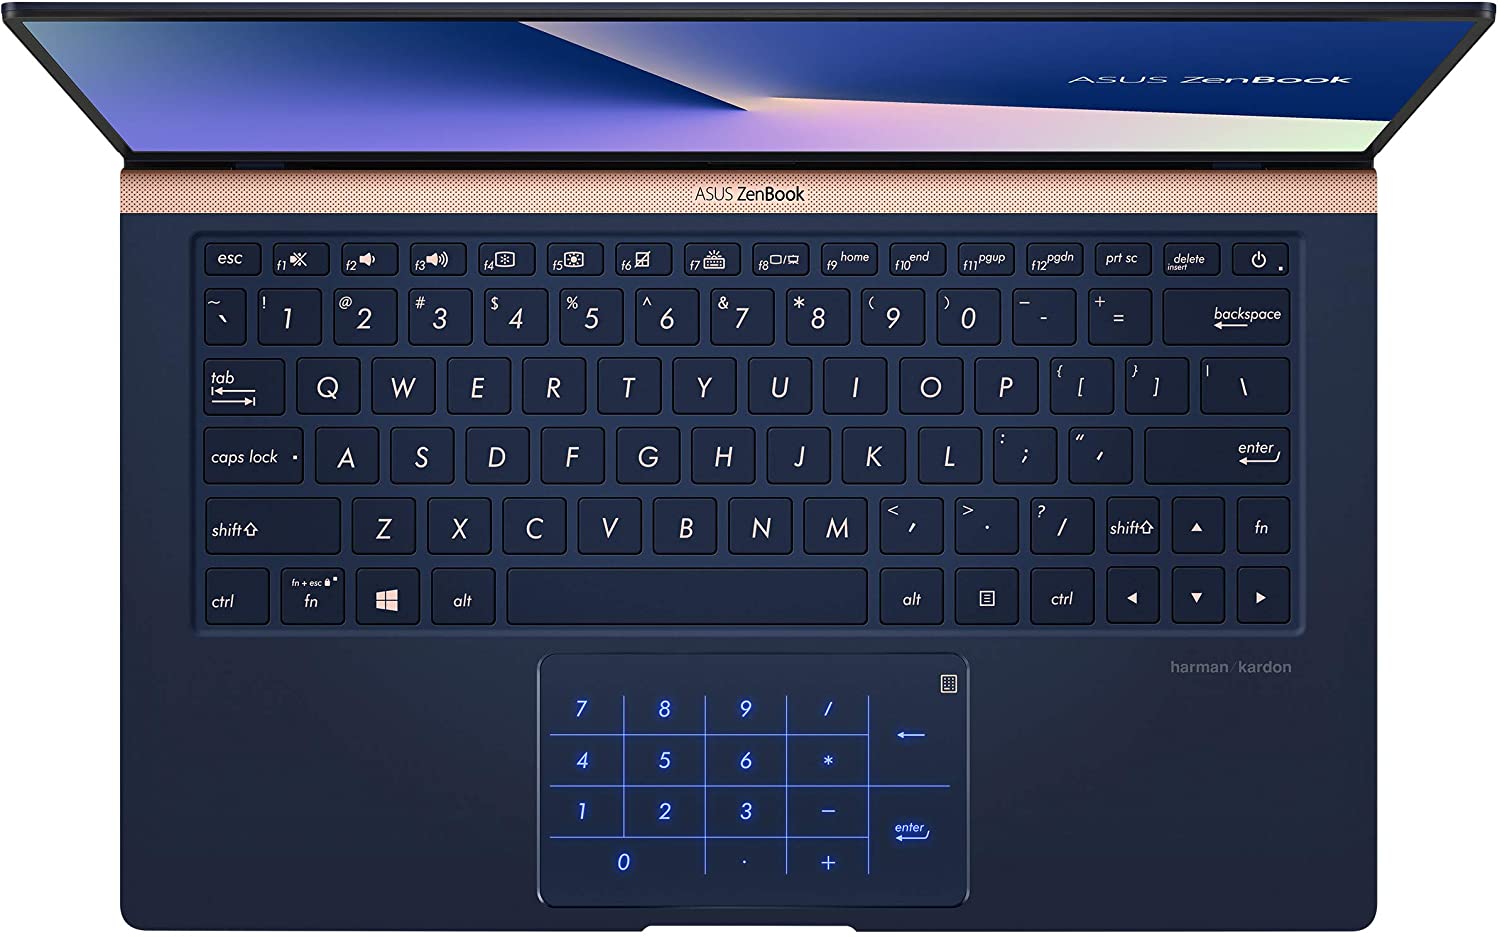 ASUS ZenBook
ASUS ZenBook
esc f1 f2 f3 f4 f5 f6 f7 f8 f9 home f10 end f11 pgup f12 pgdn prt sc delete insert
~ ` ! 1 @ 2 # 3 $ 4 % 5 ^ 6 & 7 * 8 ( 9 ) 0 _ - + = backspace
tab Q W E R T Y U I O P { [ } ] | \
caps lock A S D F G H J K L : ; " ' enter
shift Z X C V B N M < , > . ? / shift fn
ctrl fn + esc fn alt alt ctrl
harman/kardon
7 8 9 /
4 5 6 *
1 2 3 −
enter
0 . +